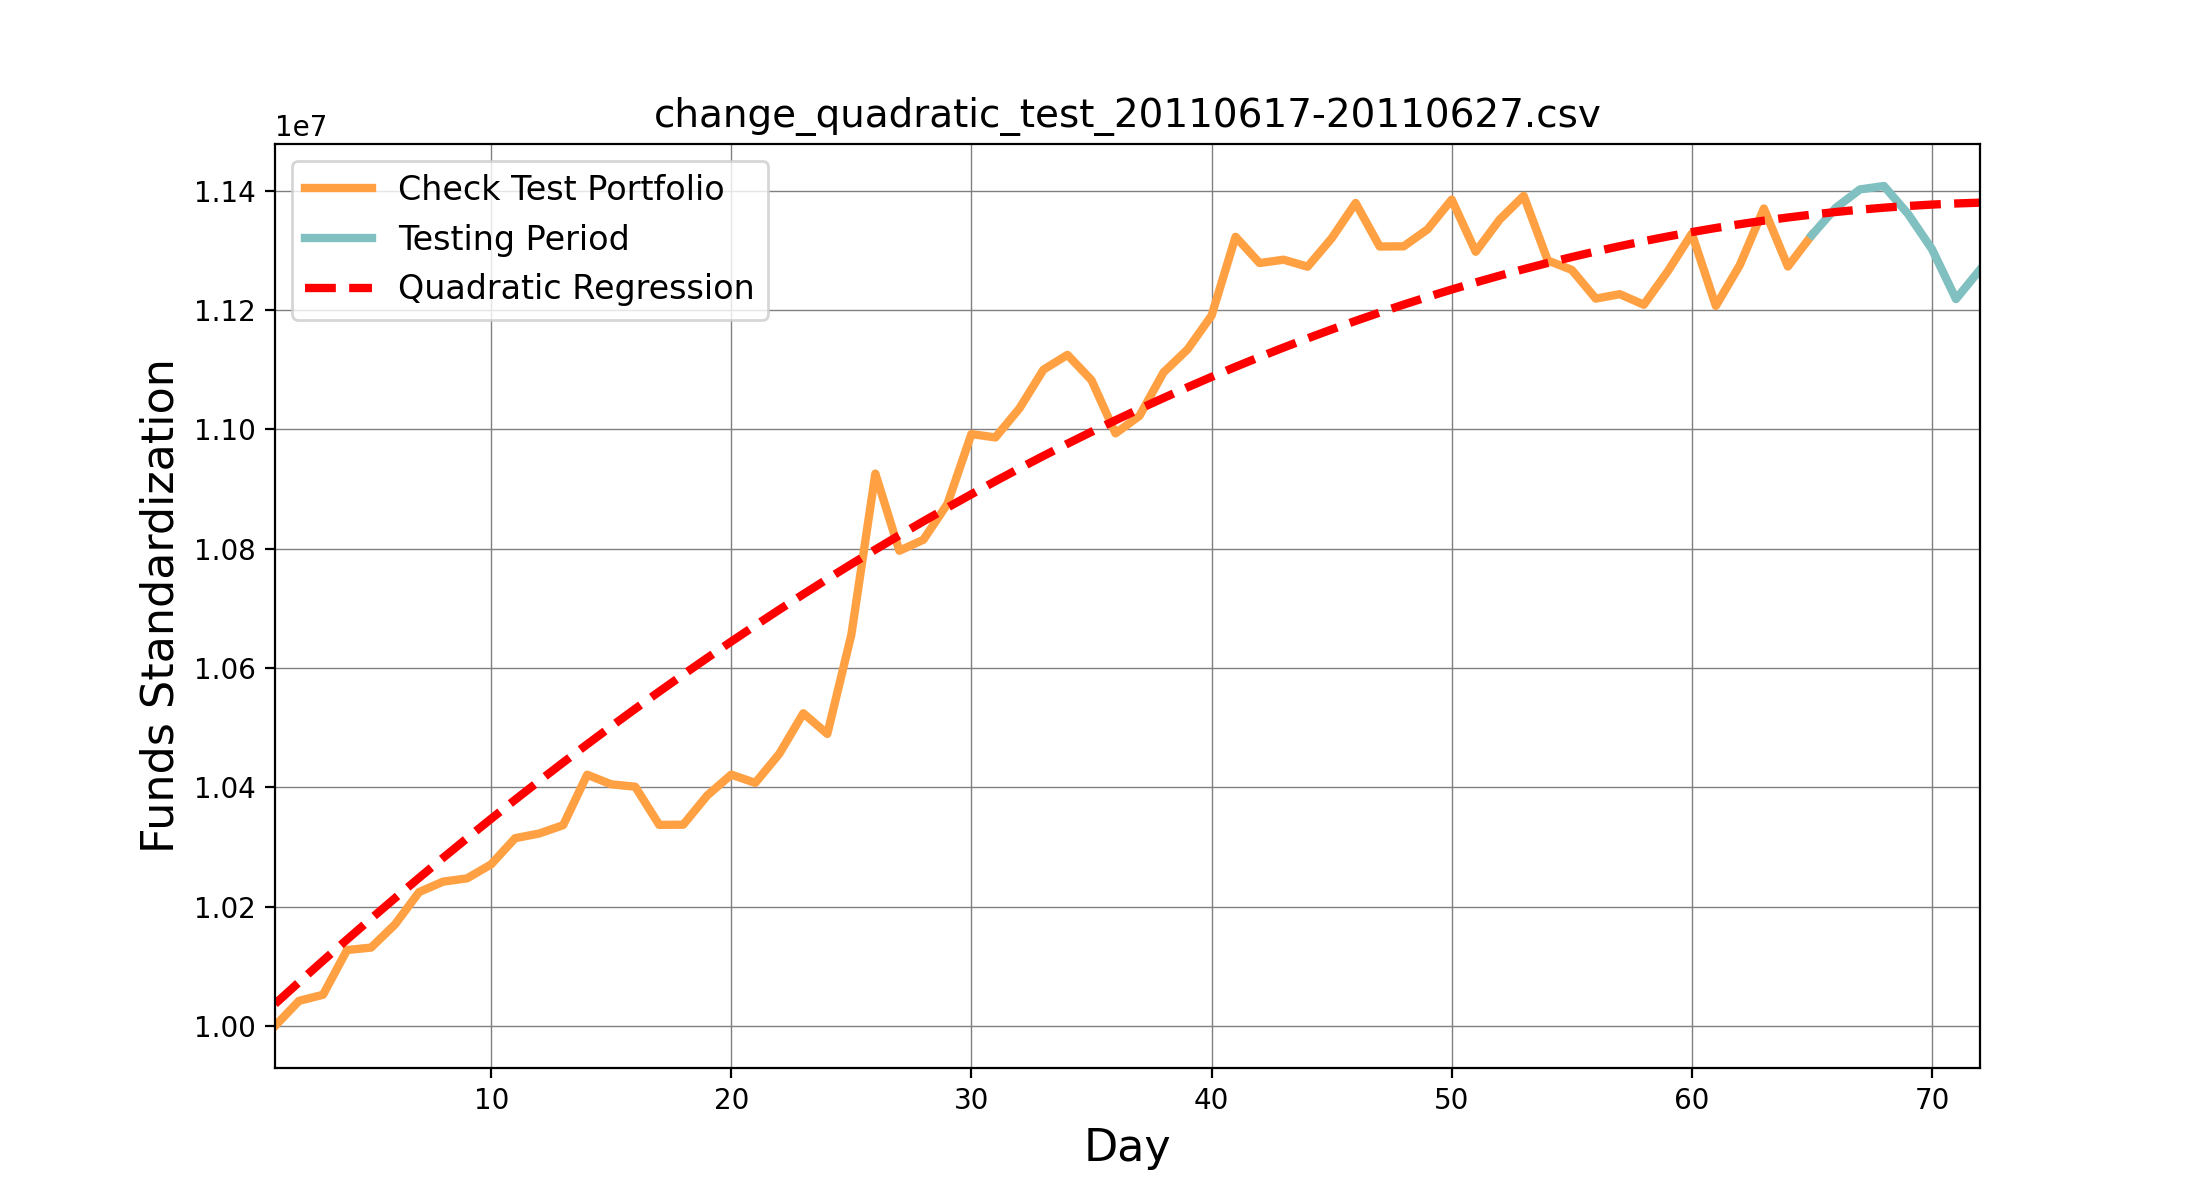 change_quadratic_test_20110617-20110627.csv
1e7
Check Test Portfolio
Testing Period
Quadratic Regression
1.14
1.12
1.10
1.08
1.06
1.04
1.02
1.00
Funds Standardization
10 20 30 40 50 60 70
Day